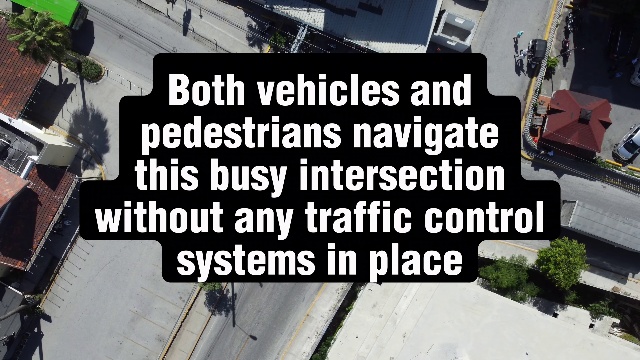 Both vehicles and
pedestrians navigate
this busy intersection
without any traffic control
systems in place